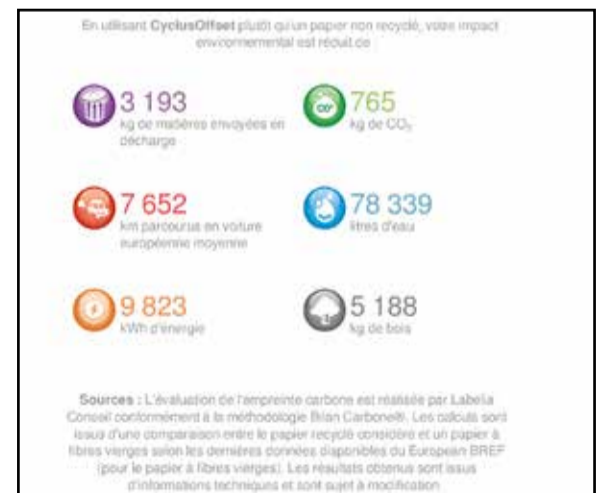 En utilisant CyclusOffset plutôt qu'un papier non recyclé, votre impact
environnemental est réduit de
3 193
kg de matières envoyées en
décharge
765
kg de CO₂
7 652
km parcourus en voiture
européenne moyenne
78 339
litres d'eau
9 823
kWh d'énergie
5 188
kg de bois
Sources : L'évaluation de l'empreinte carbone est réalisée par Labelia
Conseil conformément à la méthodologie Bilan Carbone®. Les calculs sont
issus d'une comparaison entre le papier recyclé considéré et un papier à
fibres vierges selon les dernières données disponibles du European BREF
(pour le papier à fibres vierges). Les résultats obtenus sont issus
d'informations techniques et sont sujet à modification